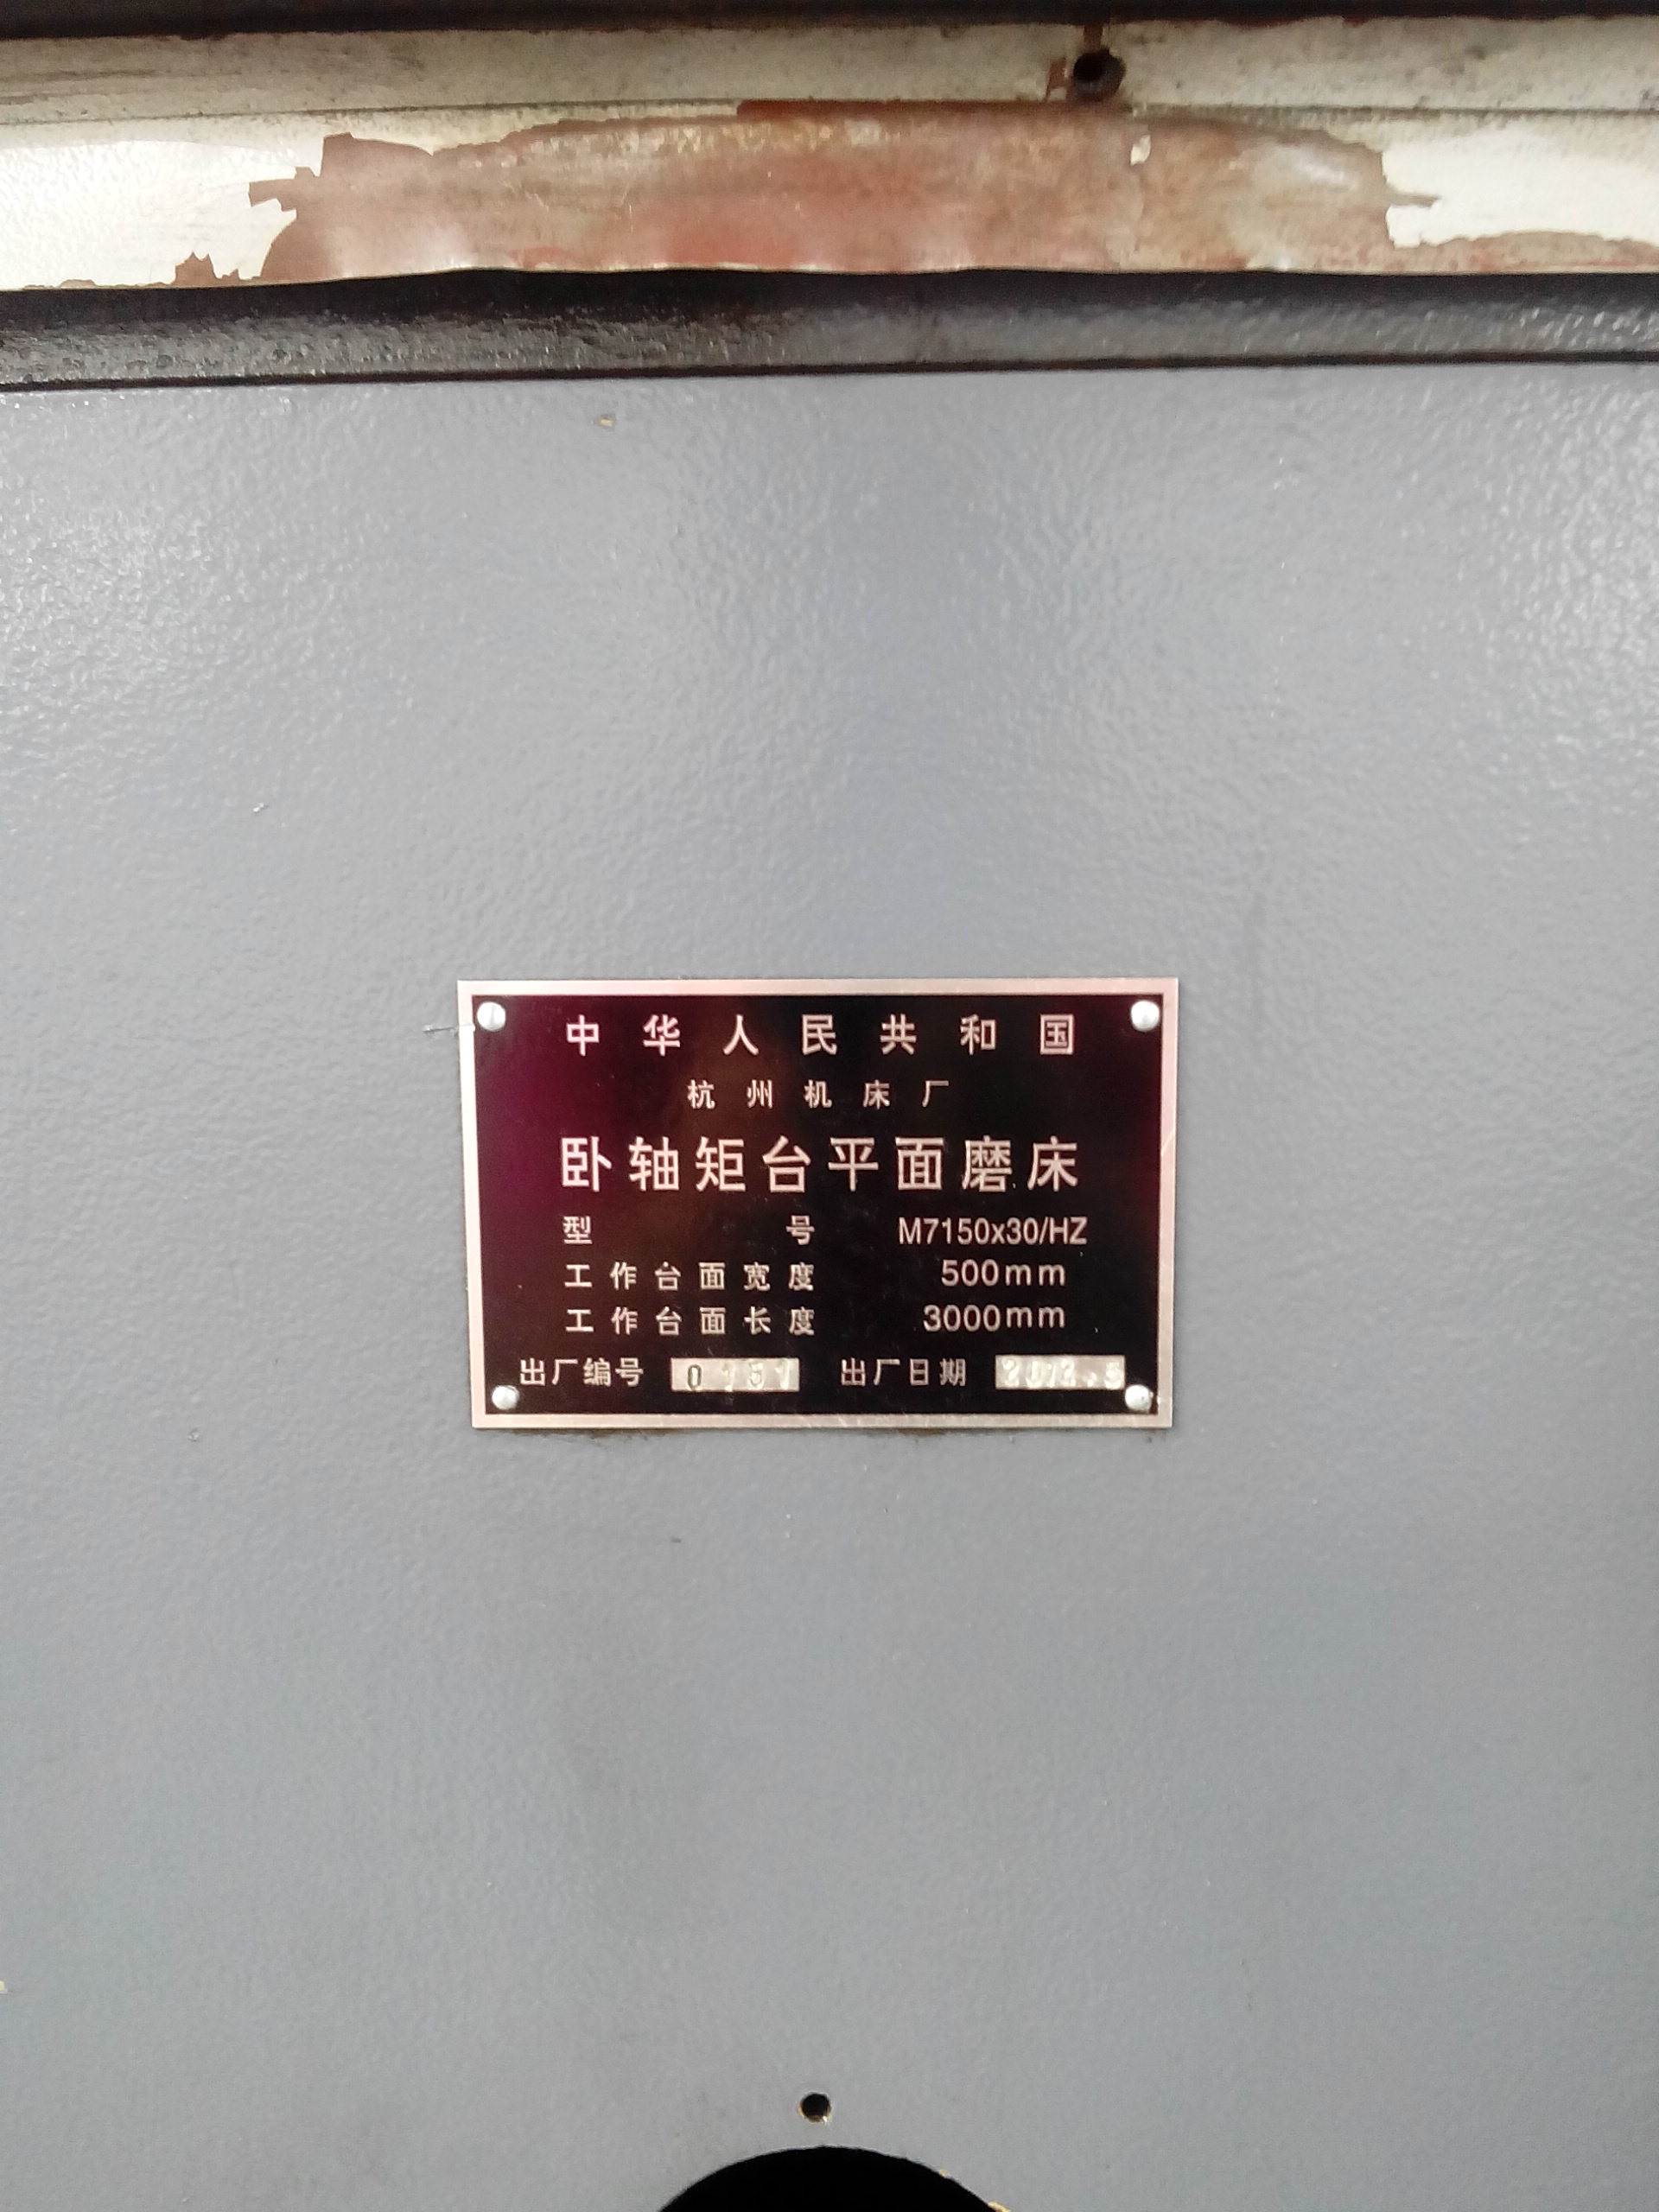 中华人民共和国
杭州机床厂
卧轴矩台平面磨床
型号 M7150x30/HZ
工作台面宽度 500mm
工作台面长度 3000mm
出厂编号 0151 出厂日期